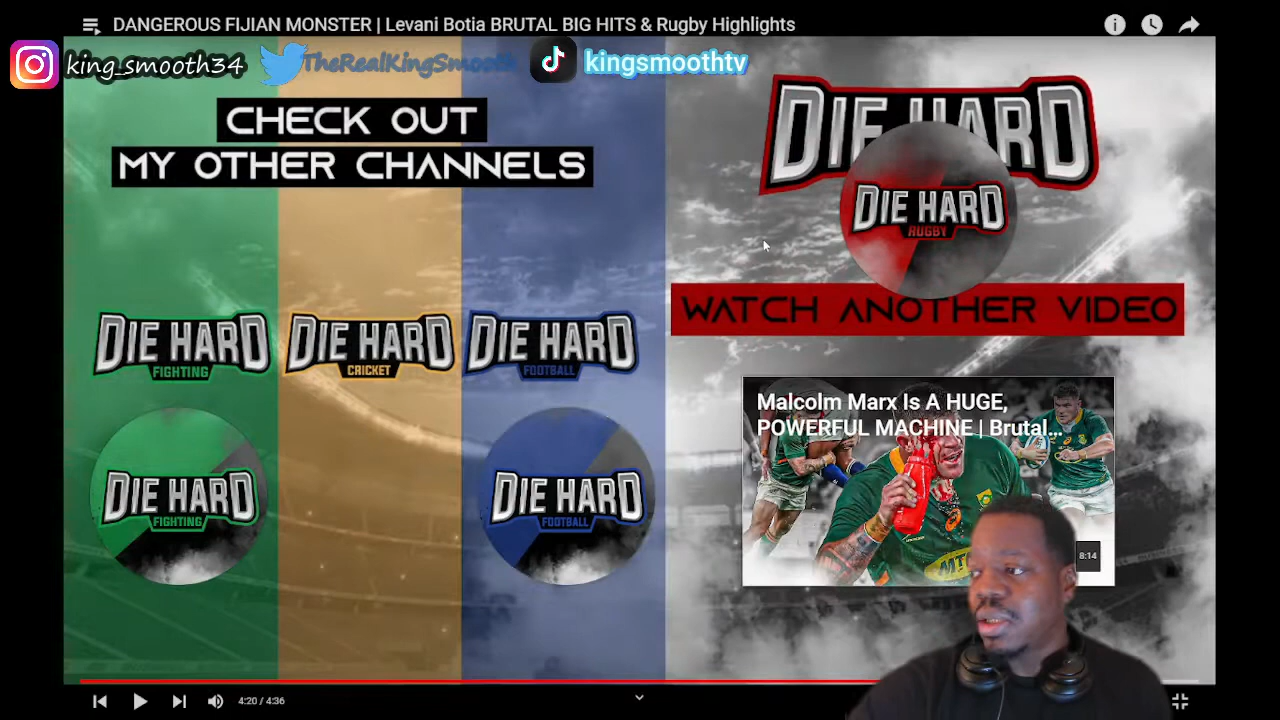 DANGEROUS FIJIAN MONSTER | Levani Botia BRUTAL BIG HITS & Rugby Highlights
king_smooth34
TheRealKingSmooth
kingsmoothtv
CHECK OUT
MY OTHER CHANNELS
DIE HARD
DIE HARD
RUGBY
WATCH ANOTHER VIDEO
DIE HARD
FIGHTING
DIE HARD
CRICKET
DIE HARD
FOOTBALL
Malcolm Marx Is A HUGE,
POWERFUL MACHINE | Brutal...
DIE HARD
FIGHTING
DIE HARD
FOOTBALL
8:14
4:20 / 4:36